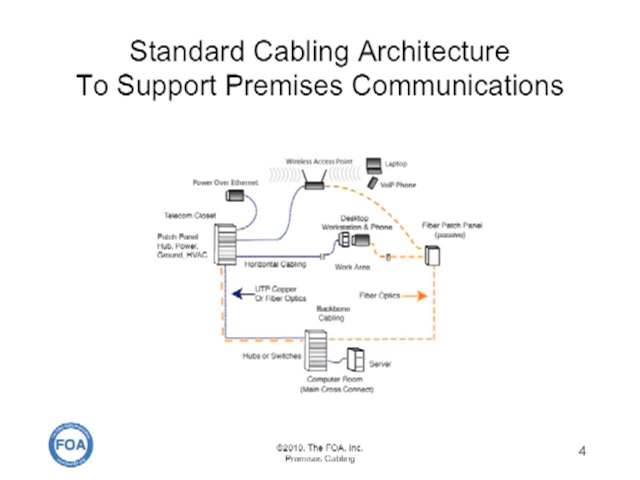 Standard Cabling Architecture
To Support Premises Communications
Wireless Access Point
Laptop
VoIP Phone
Power Over Ethernet
Telecom Closet
Patch Panel
Hub, Power,
Ground, HVAC
Desktop
Workstation & Phone
Fiber Patch Panel
(passive)
Horizontal Cabling
Work Area
UTP Copper
Or Fiber Optics
Fiber Optics
Backbone
Cabling
Hubs or Switches
Server
Computer Room
(Main Cross Connect)
FOA
©2010, The FOA, Inc.
Premises Cabling
4